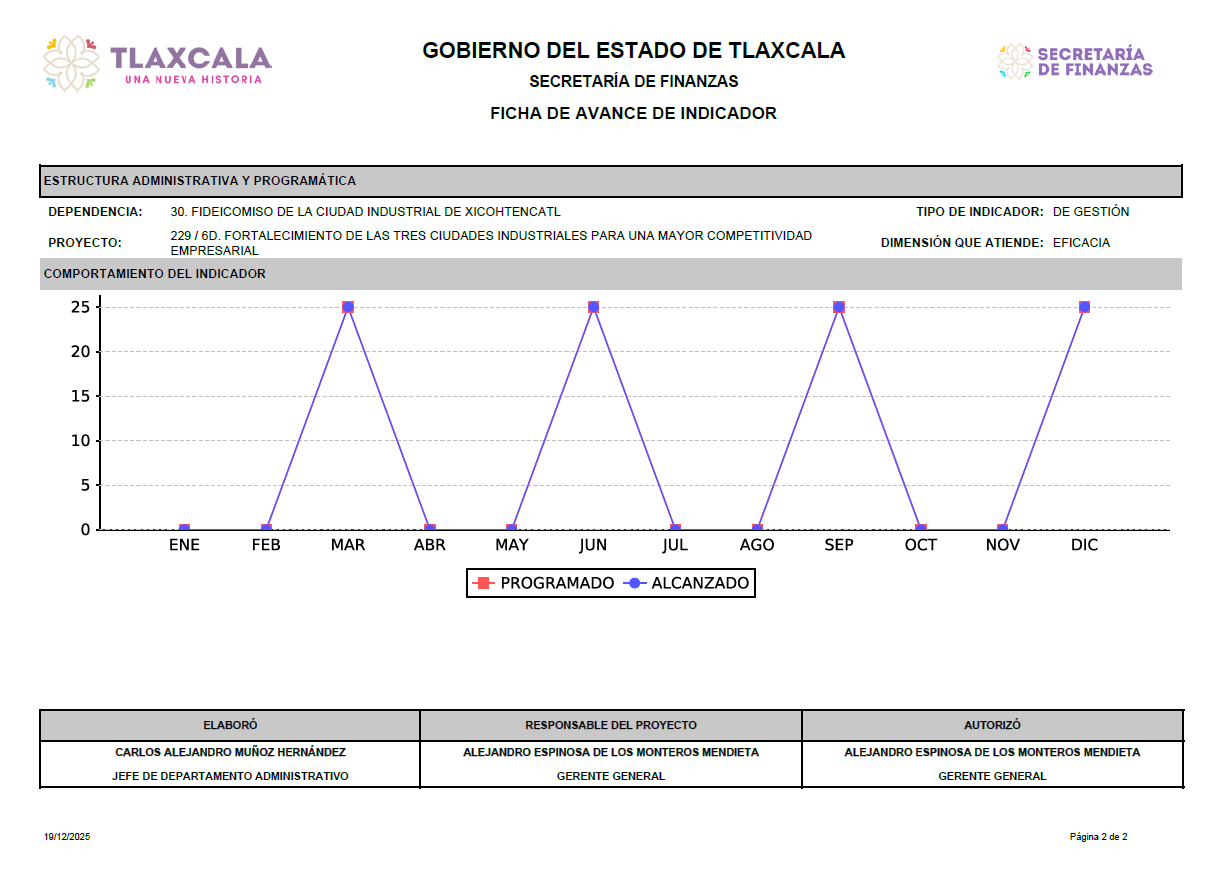 TLAXCALA
UNA NUEVA HISTORIA
GOBIERNO DEL ESTADO DE TLAXCALA
SECRETARÍA DE FINANZAS
FICHA DE AVANCE DE INDICADOR
SECRETARÍA
DE FINANZAS
ESTRUCTURA ADMINISTRATIVA Y PROGRAMÁTICA
DEPENDENCIA: 30. FIDEICOMISO DE LA CIUDAD INDUSTRIAL DE XICOHTENCATL TIPO DE INDICADOR: DE GESTIÓN
PROYECTO: 229 / 6D. FORTALECIMIENTO DE LAS TRES CIUDADES INDUSTRIALES PARA UNA MAYOR COMPETITIVIDAD
EMPRESARIAL
DIMENSIÓN QUE ATIENDE: EFICACIA
COMPORTAMIENTO DEL INDICADOR
25
20
15
10
5
0
ENE FEB MAR ABR MAY JUN JUL AGO SEP OCT NOV DIC
PROGRAMADO ALCANZADO
ELABORÓ RESPONSABLE DEL PROYECTO AUTORIZÓ
CARLOS ALEJANDRO MUÑOZ HERNÁNDEZ ALEJANDRO ESPINOSA DE LOS MONTEROS MENDIETA ALEJANDRO ESPINOSA DE LOS MONTEROS MENDIETA
JEFE DE DEPARTAMENTO ADMINISTRATIVO GERENTE GENERAL GERENTE GENERAL
19/12/2025 Página 2 de 2